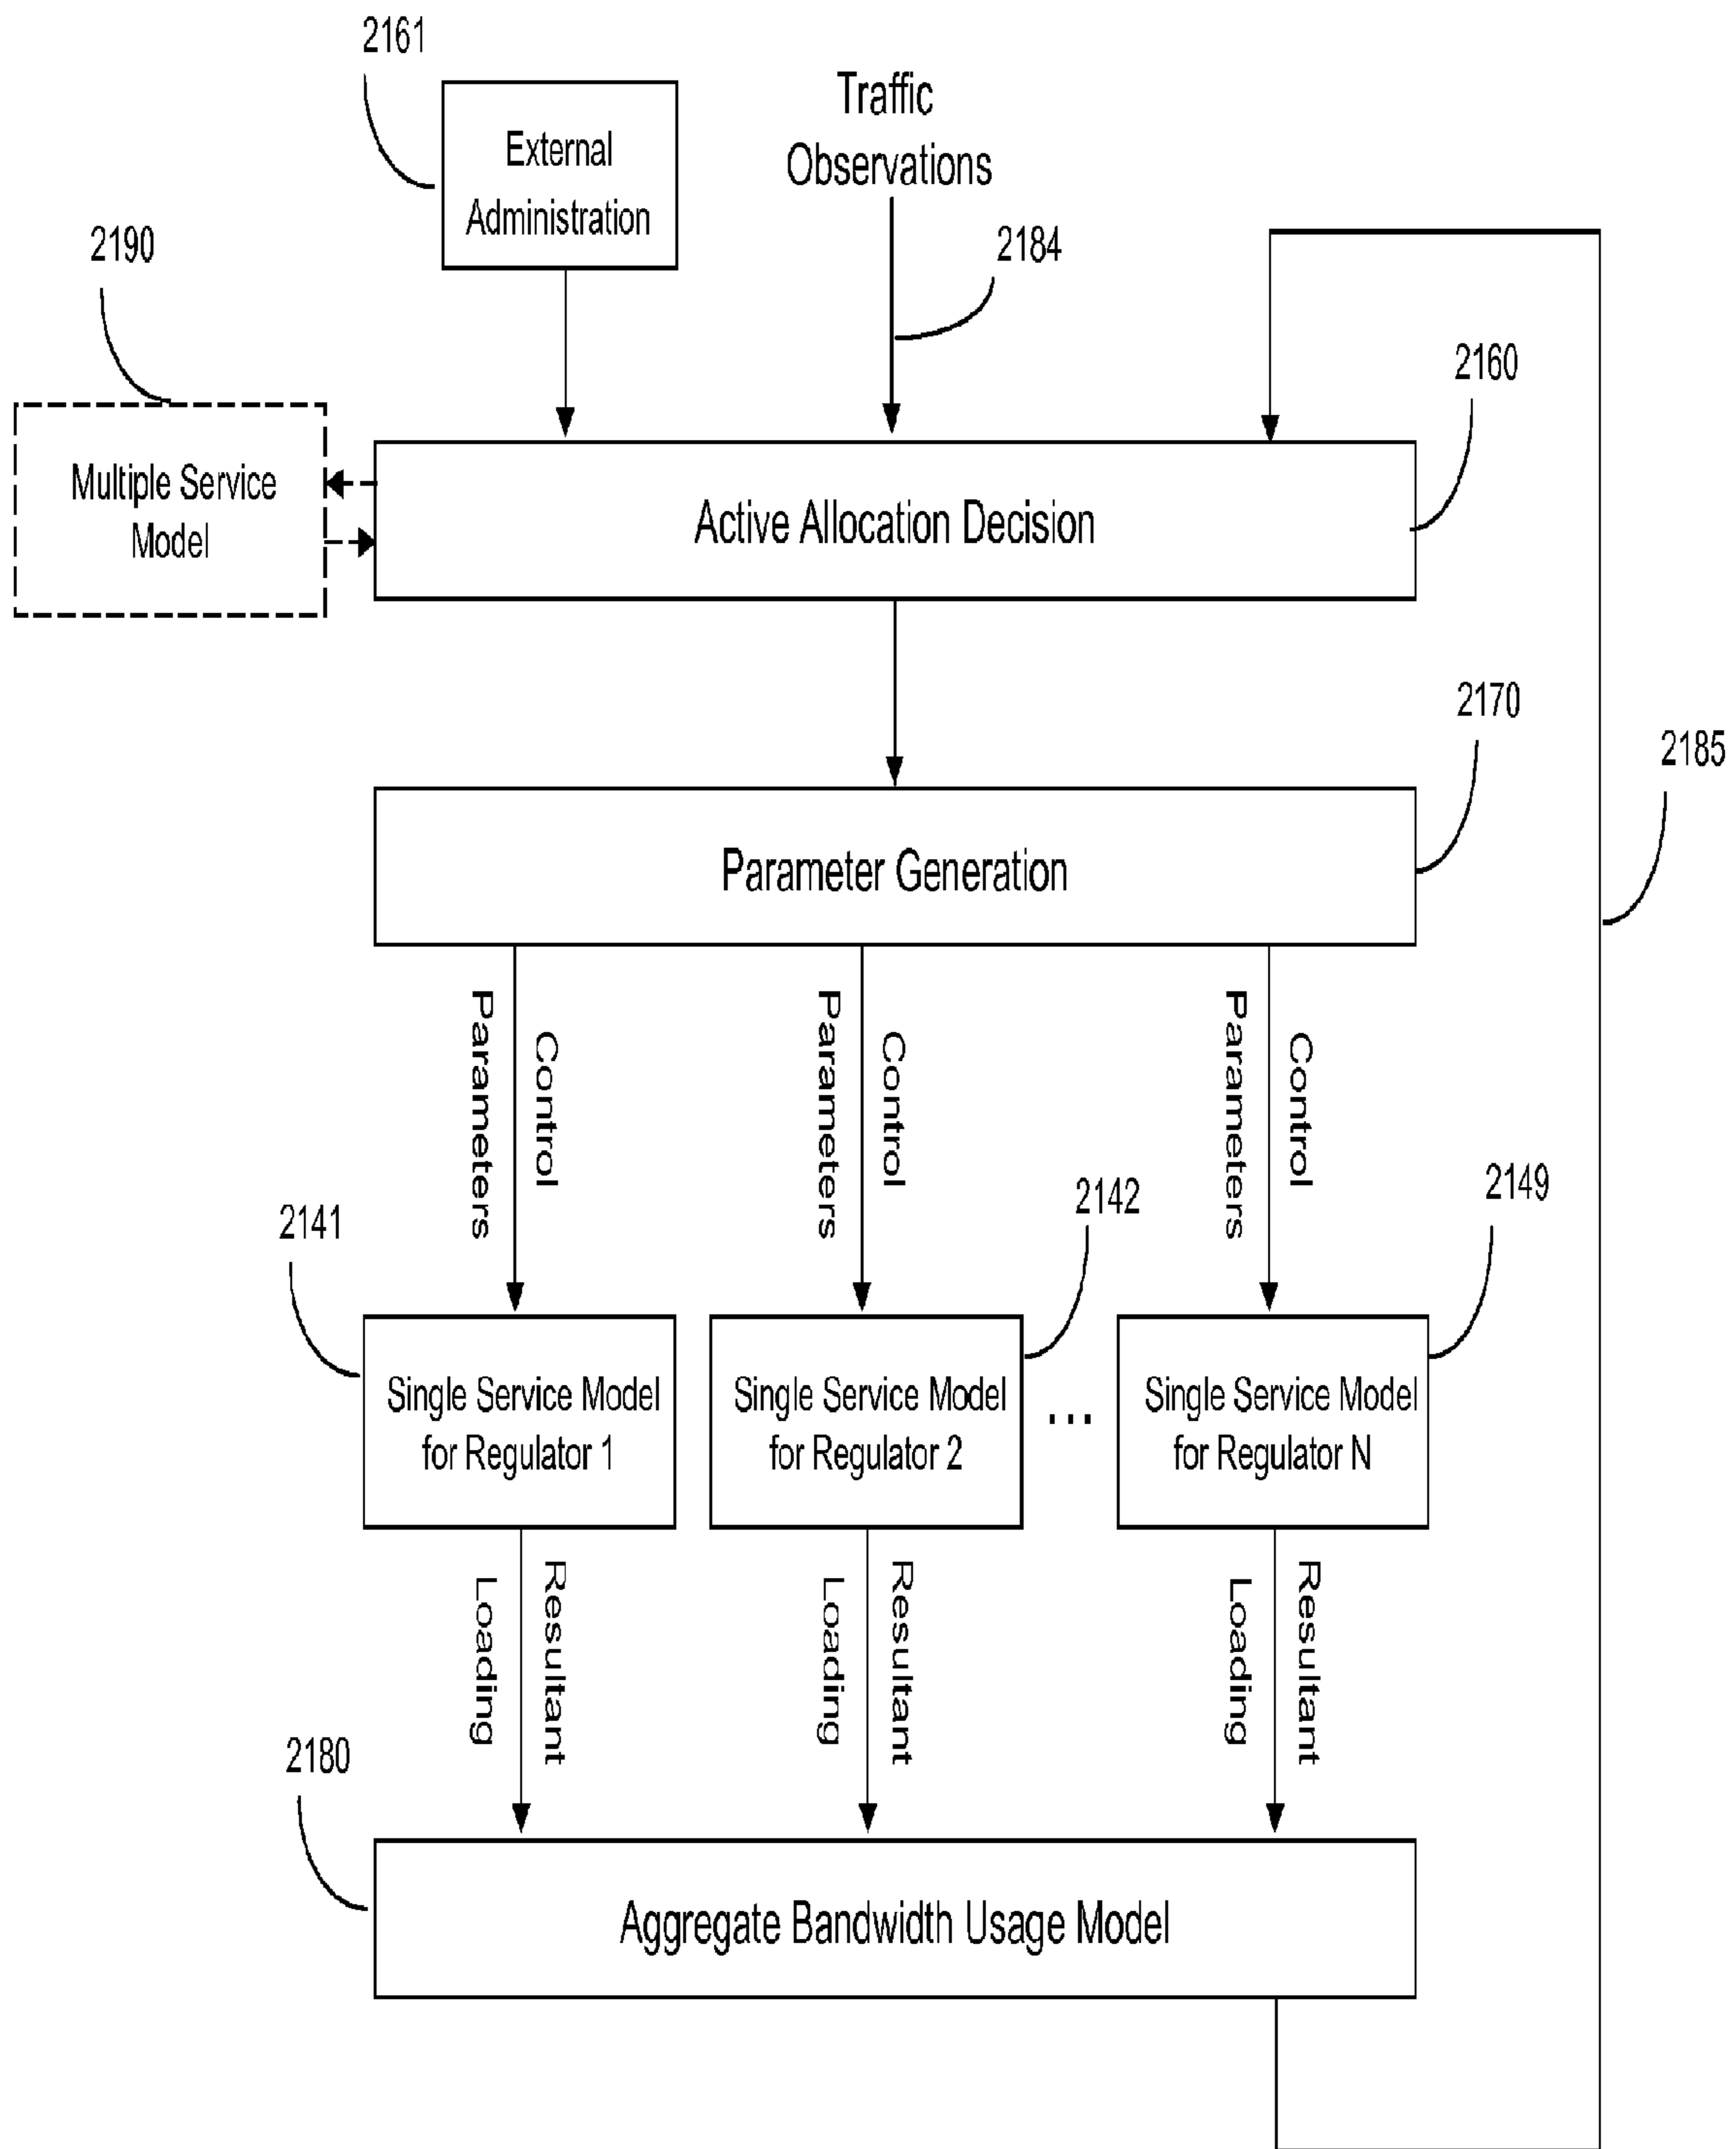 2161
External
Administration
Traffic
Observations
2190
2184
2160
Multiple Service
Model
Active Allocation Decision
2170
2185
Parameter Generation
Control
Parameters
Control
Parameters
Control
Parameters
2141
2142
2149
Single Service Model
for Regulator 1
Single Service Model
for Regulator 2
...
Single Service Model
for Regulator N
Resultant
Loading
Resultant
Loading
Resultant
Loading
2180
Aggregate Bandwidth Usage Model